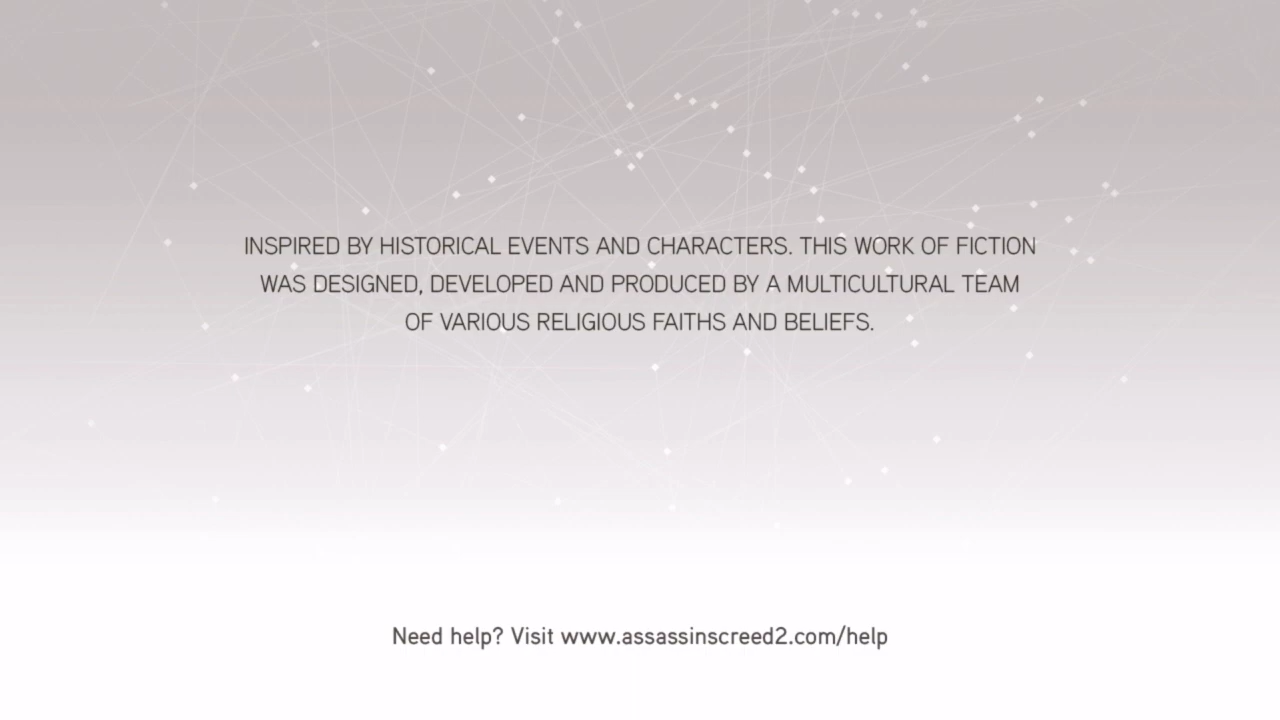 INSPIRED BY HISTORICAL EVENTS AND CHARACTERS. THIS WORK OF FICTION
WAS DESIGNED, DEVELOPED AND PRODUCED BY A MULTICULTURAL TEAM
OF VARIOUS RELIGIOUS FAITHS AND BELIEFS.
Need help? Visit www.assassinscreed2.com/help